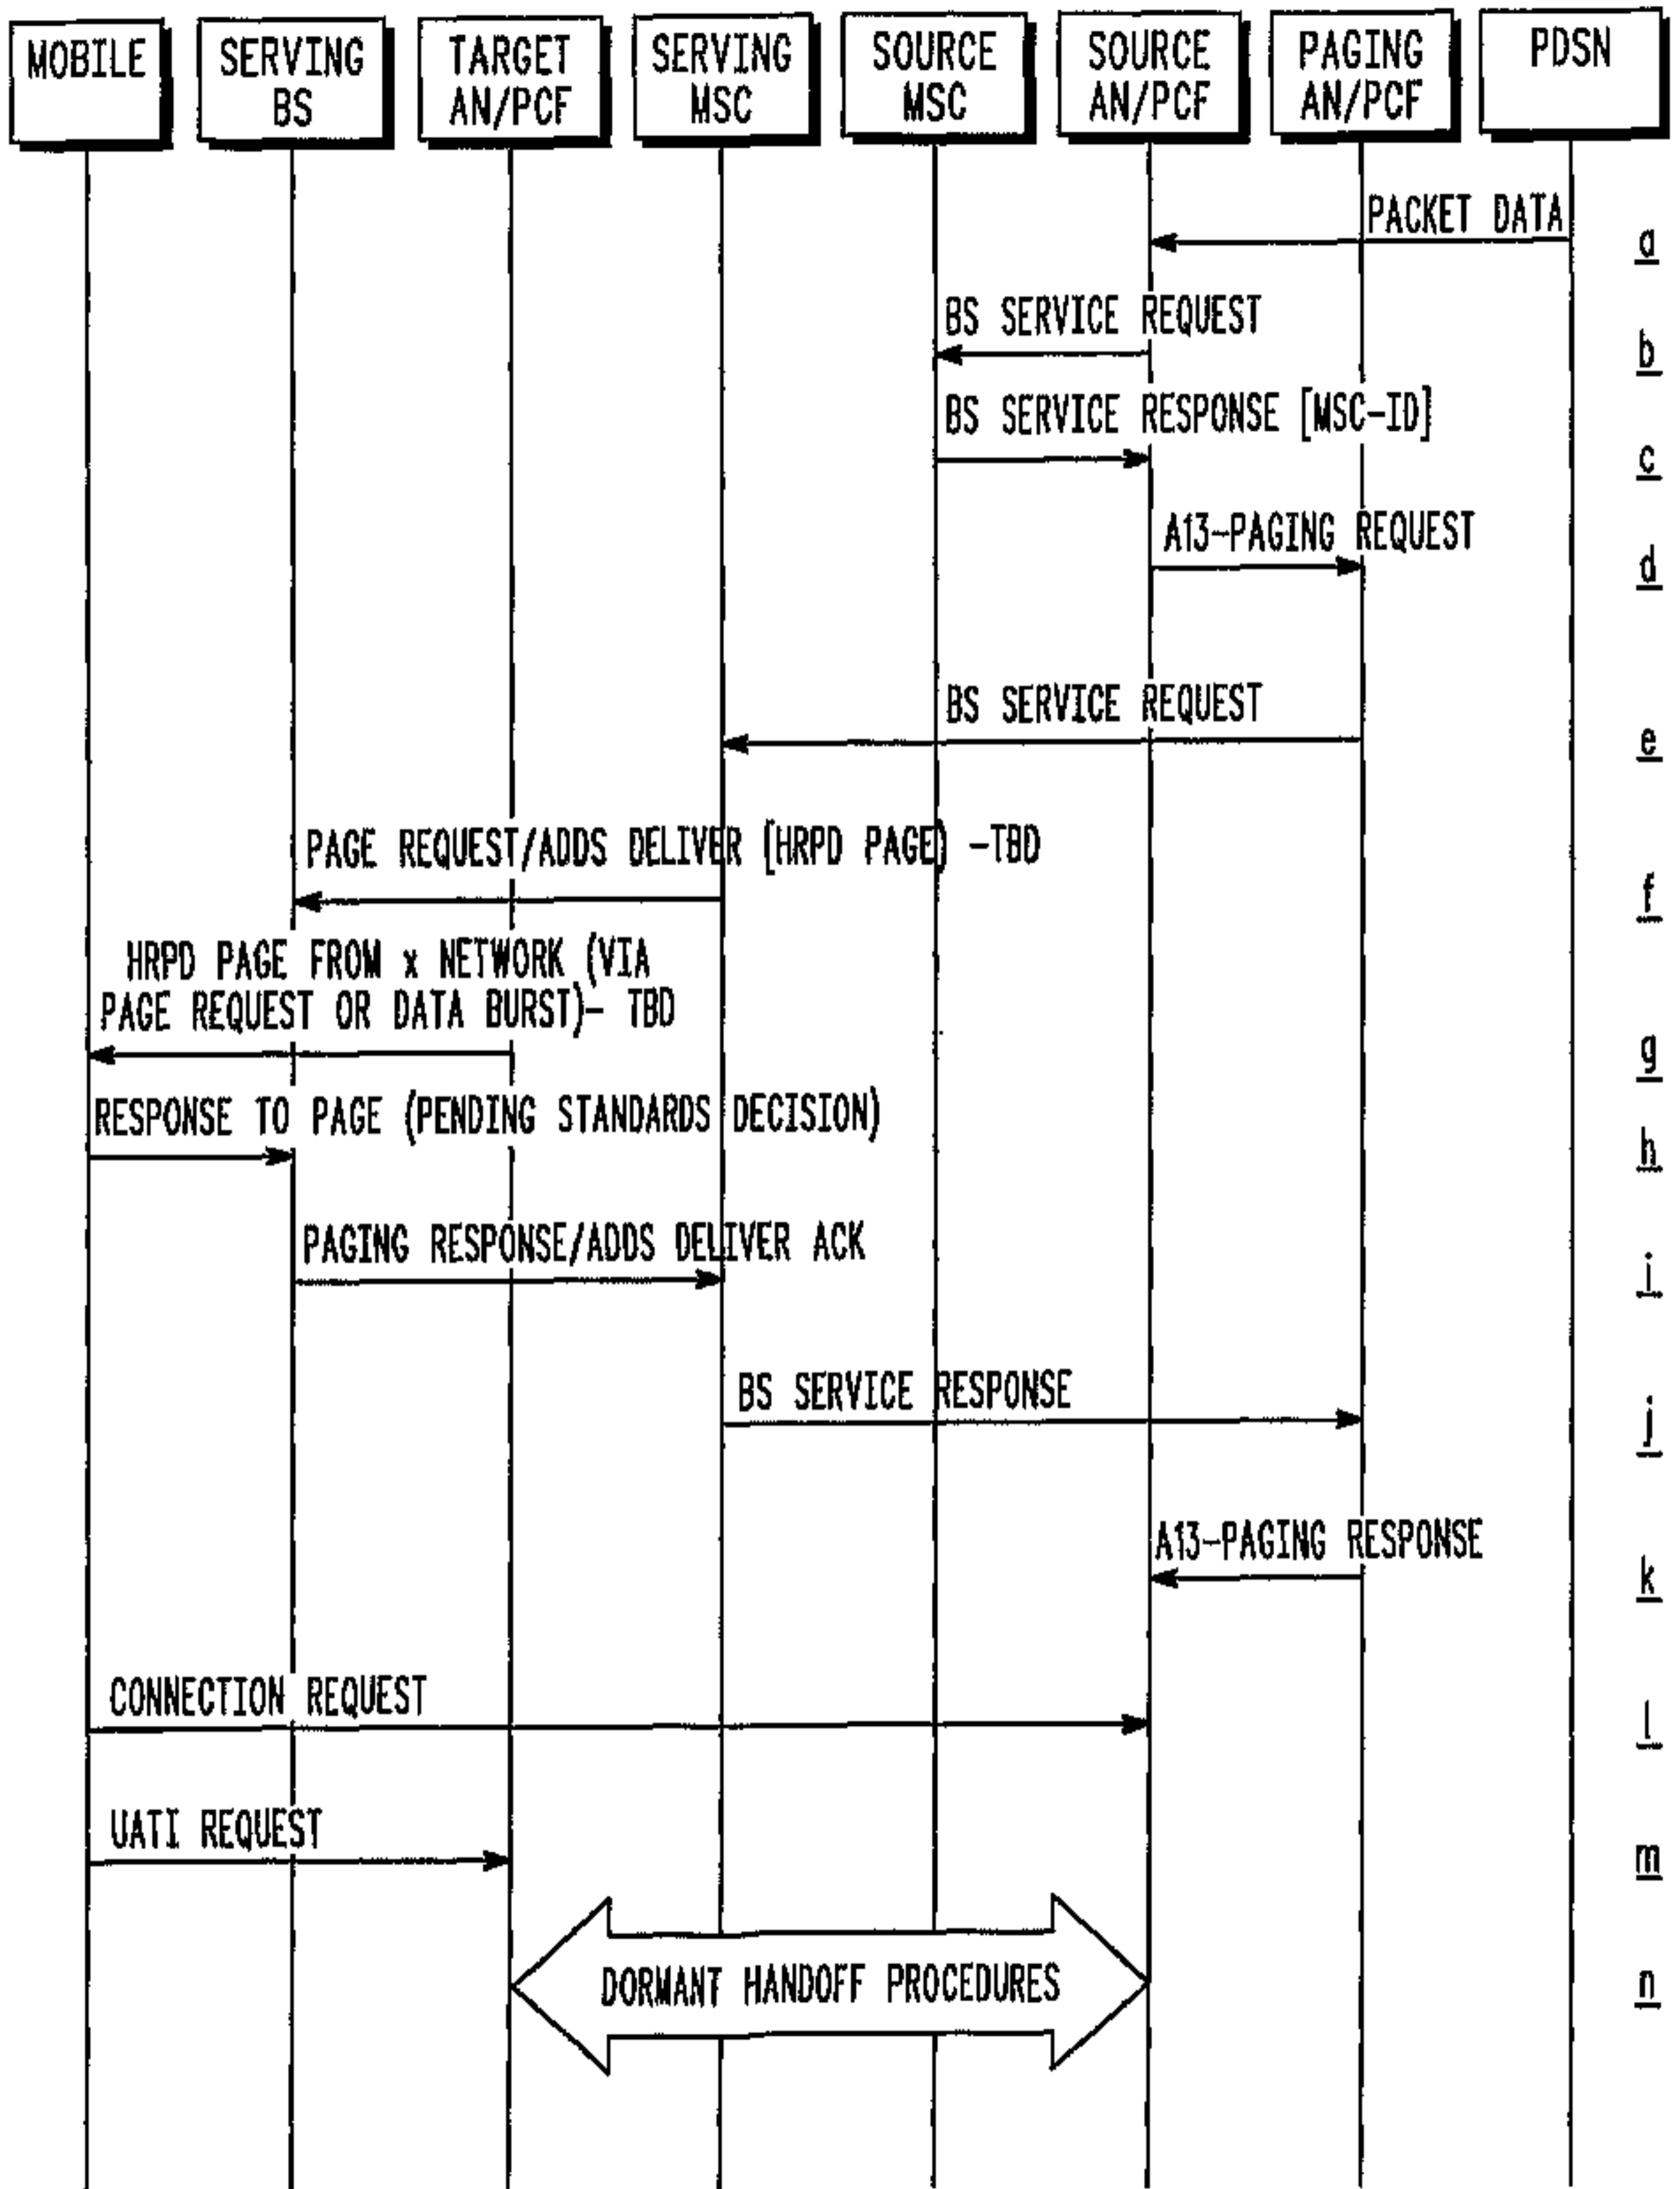 MOBILE
SERVING
BS
TARGET
AN/PCF
SERVING
MSC
SOURCE
MSC
SOURCE
AN/PCF
PAGING
AN/PCF
PDSN
PACKET DATA
a
BS SERVICE REQUEST
b
BS SERVICE RESPONSE [MSC-ID]
c
A13-PAGING REQUEST
d
BS SERVICE REQUEST
e
PAGE REQUEST/ADDS DELIVER (HRPD PAGE) -TBD
f
HRPD PAGE FROM x NETWORK (VIA
PAGE REQUEST OR DATA BURST)- TBD
g
RESPONSE TO PAGE (PENDING STANDARDS DECISION)
h
PAGING RESPONSE/ADDS DELIVER ACK
i
BS SERVICE RESPONSE
j
A13-PAGING RESPONSE
k
CONNECTION REQUEST
l
UATI REQUEST
m
DORMANT HANDOFF PROCEDURES
n